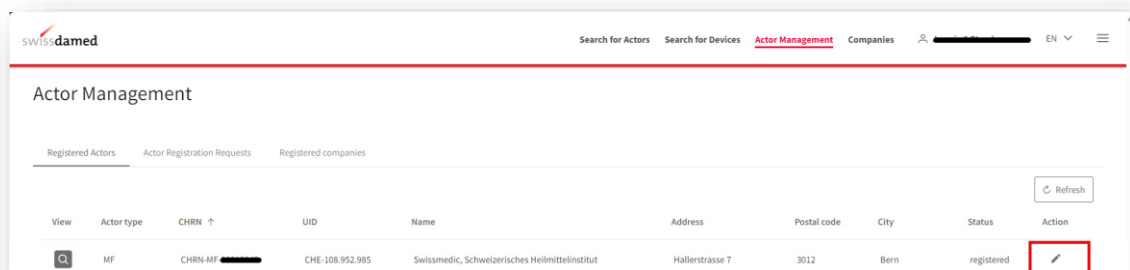 swissdamed
Search for Actors Search for Devices Actor Management Companies EN
Actor Management
Registered Actors Actor Registration Requests Registered companies
Refresh
View Actor type CHRN ↑ UID Name Address Postal code City Status Action
MF CHRN-MF- CHE-108.952.985 Swissmedic, Schweizerisches Heilmittelinstitut Hallerstrasse 7 3012 Bern registered